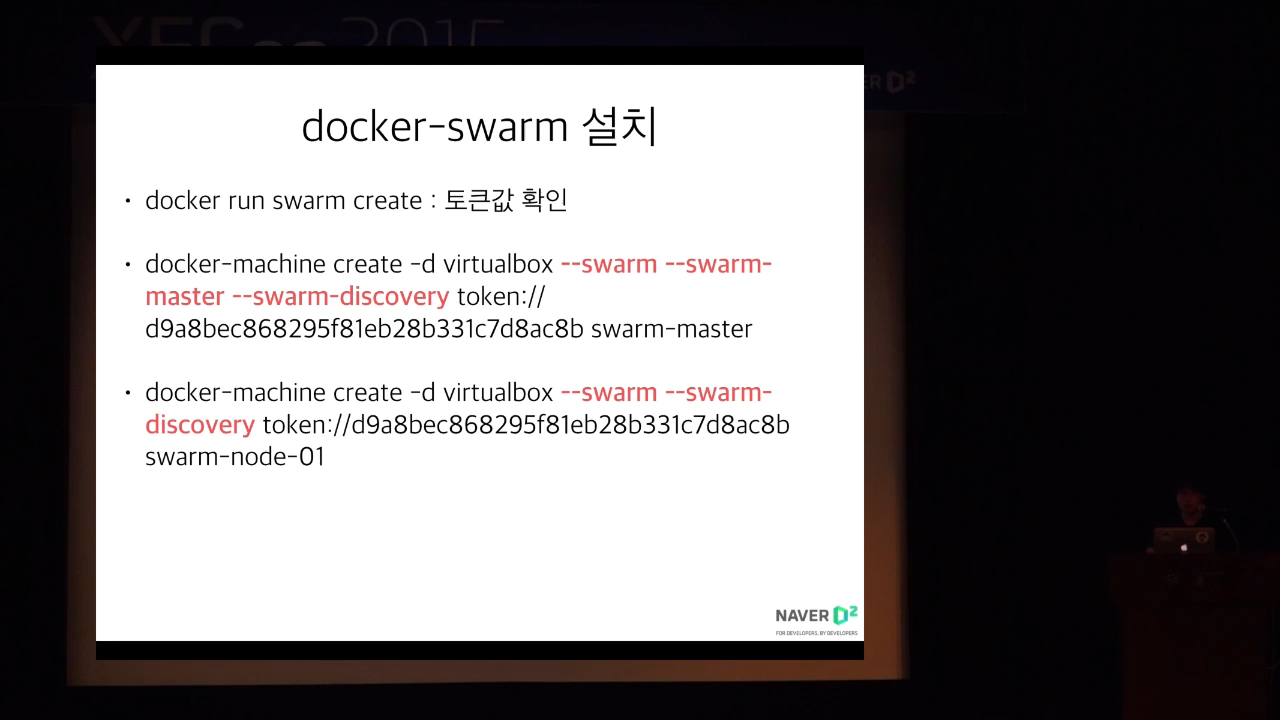 2015
docker-swarm 설치
• docker run swarm create : 토큰값 확인
• docker-machine create -d virtualbox --swarm --swarm-
master --swarm-discovery token://
d9a8bec868295f81eb28b331c7d8ac8b swarm-master
• docker-machine create -d virtualbox --swarm --swarm-
discovery token://d9a8bec868295f81eb28b331c7d8ac8b
swarm-node-01
NAVER D2
FOR DEVELOPERS, BY DEVELOPERS